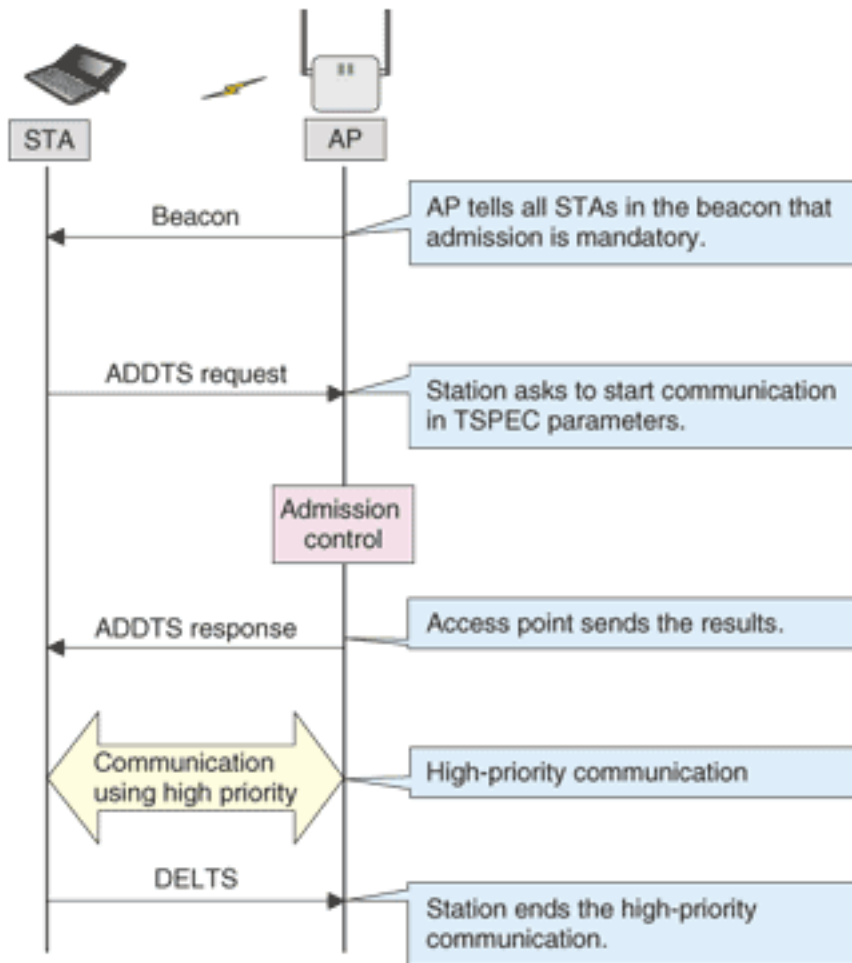 STA
AP
Beacon
AP tells all STAs in the beacon that
admission is mandatory.
ADDTS request
Station asks to start communication
in TSPEC parameters.
Admission
control
ADDTS response
Access point sends the results.
Communication
using high priority
High-priority communication
DELTS
Station ends the high-priority
communication.